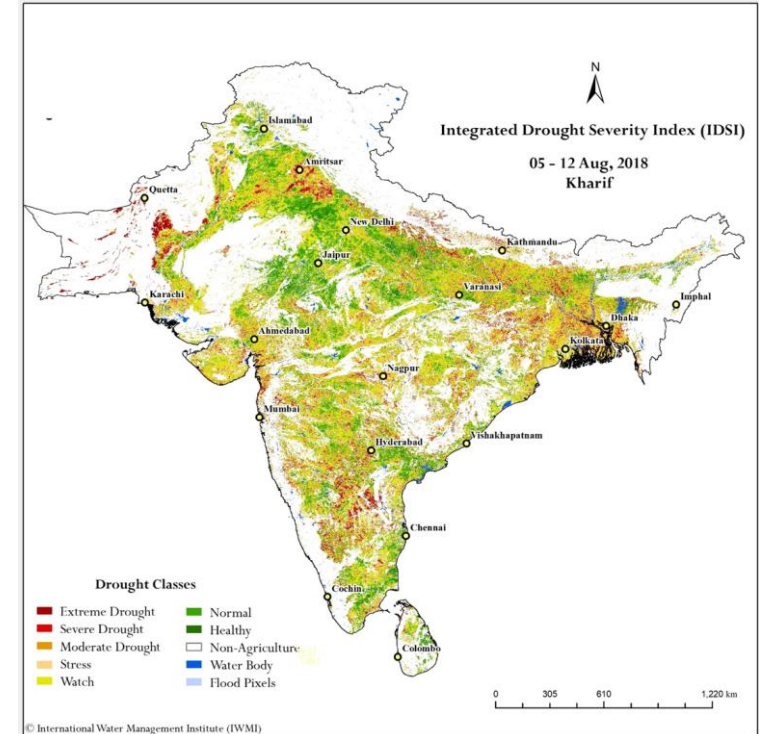 N
Integrated Drought Severity Index (IDSI)
05 - 12 Aug, 2018
Kharif
Islamabad
Amritsar
Quetta
New Delhi
Kathmandu
Jaipur
Varanasi
Karachi
Imphal
Dhaka
Ahmedabad
Kolkata
Nagpur
Mumbai
Vishakhapatnam
Hyderabad
Chennai
Cochin
Colombo
Drought Classes
Extreme Drought
Severe Drought
Moderate Drought
Stress
Watch
Normal
Healthy
Non-Agriculture
Water Body
Flood Pixels
0 305 610 1,220 km
© International Water Management Institute (IWMI)